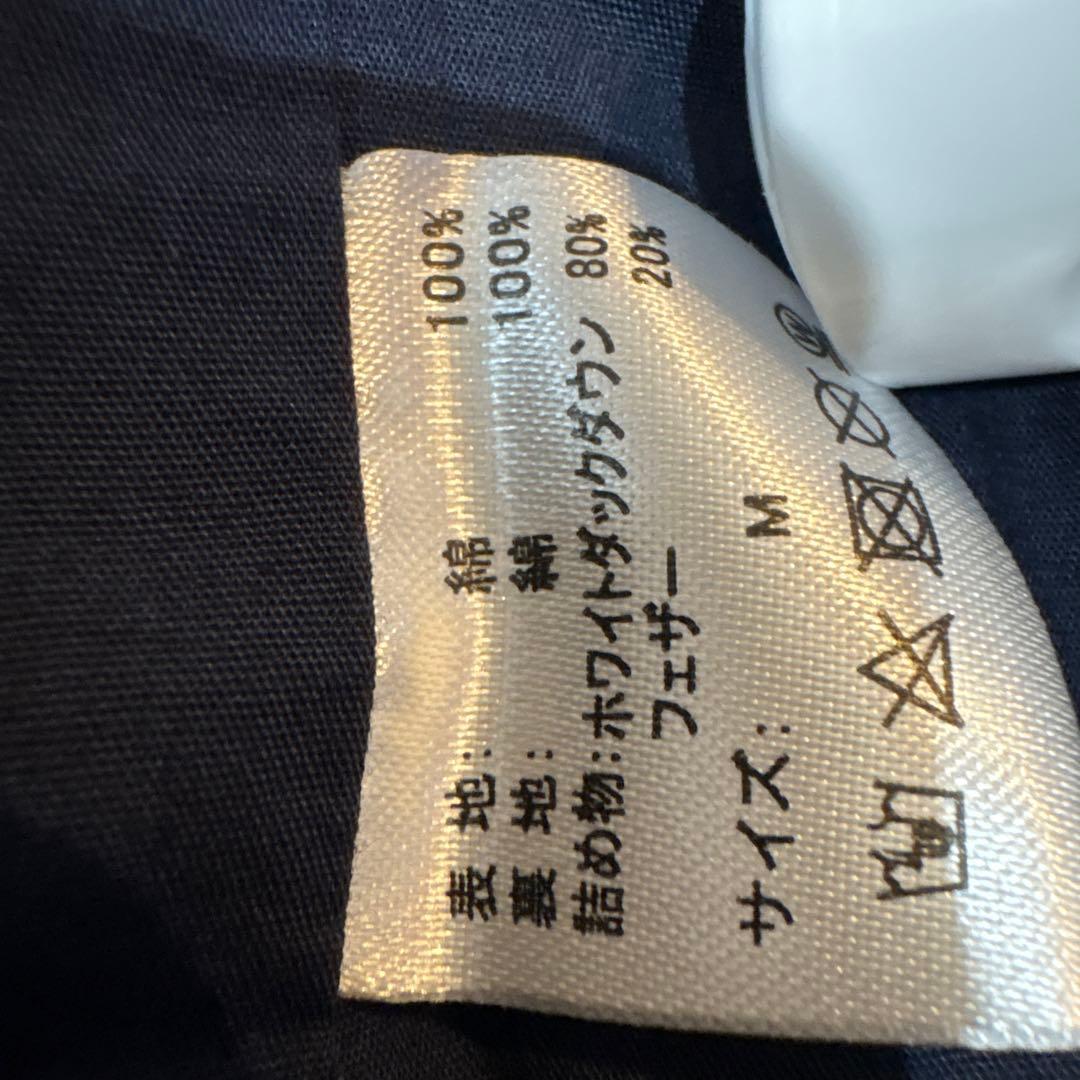 表地: 綿 100%
裏地: 綿 100%
詰め物:ホワイトダックダウン 80%
フェザー 20%
サイズ: M
W